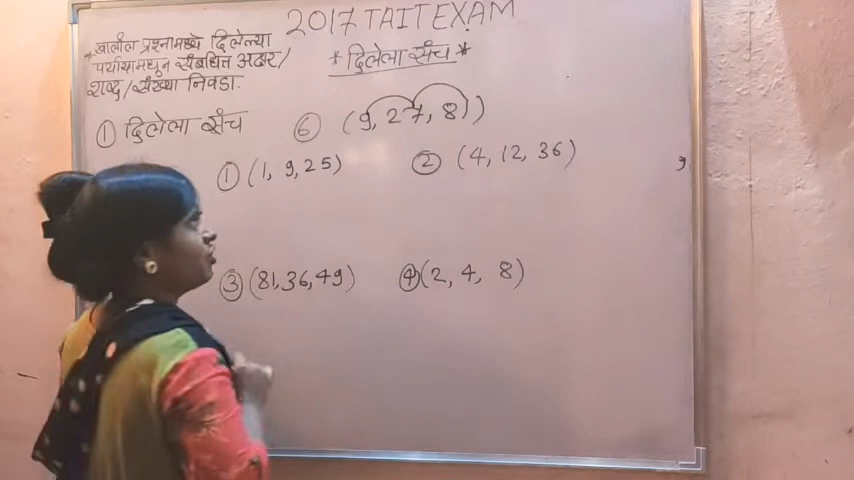 2017 TAIT EXAM
* खालील प्रश्नामध्ये दिलेल्या
पर्यायामधुन संबधित अक्षर/
शब्द/संख्या निवडा.
* दिलेला संच *
① दिलेला संच ⑥ (9, 27, 8))
① (1, 9, 25) ② (4, 12, 36)
③ (81, 36, 49) ④ (2, 4, 8)